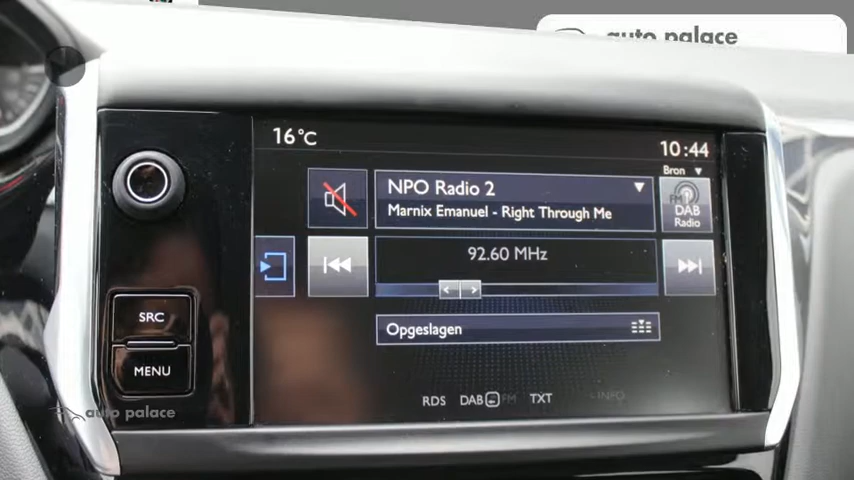 auto palace
16°C
10:44
Bron
NPO Radio 2
Marnix Emanuel - Right Through Me
FM
DAB
Radio
92.60 MHz
SRC
Opgeslagen
MENU
RDS DAB FM TXT INFO
auto palace